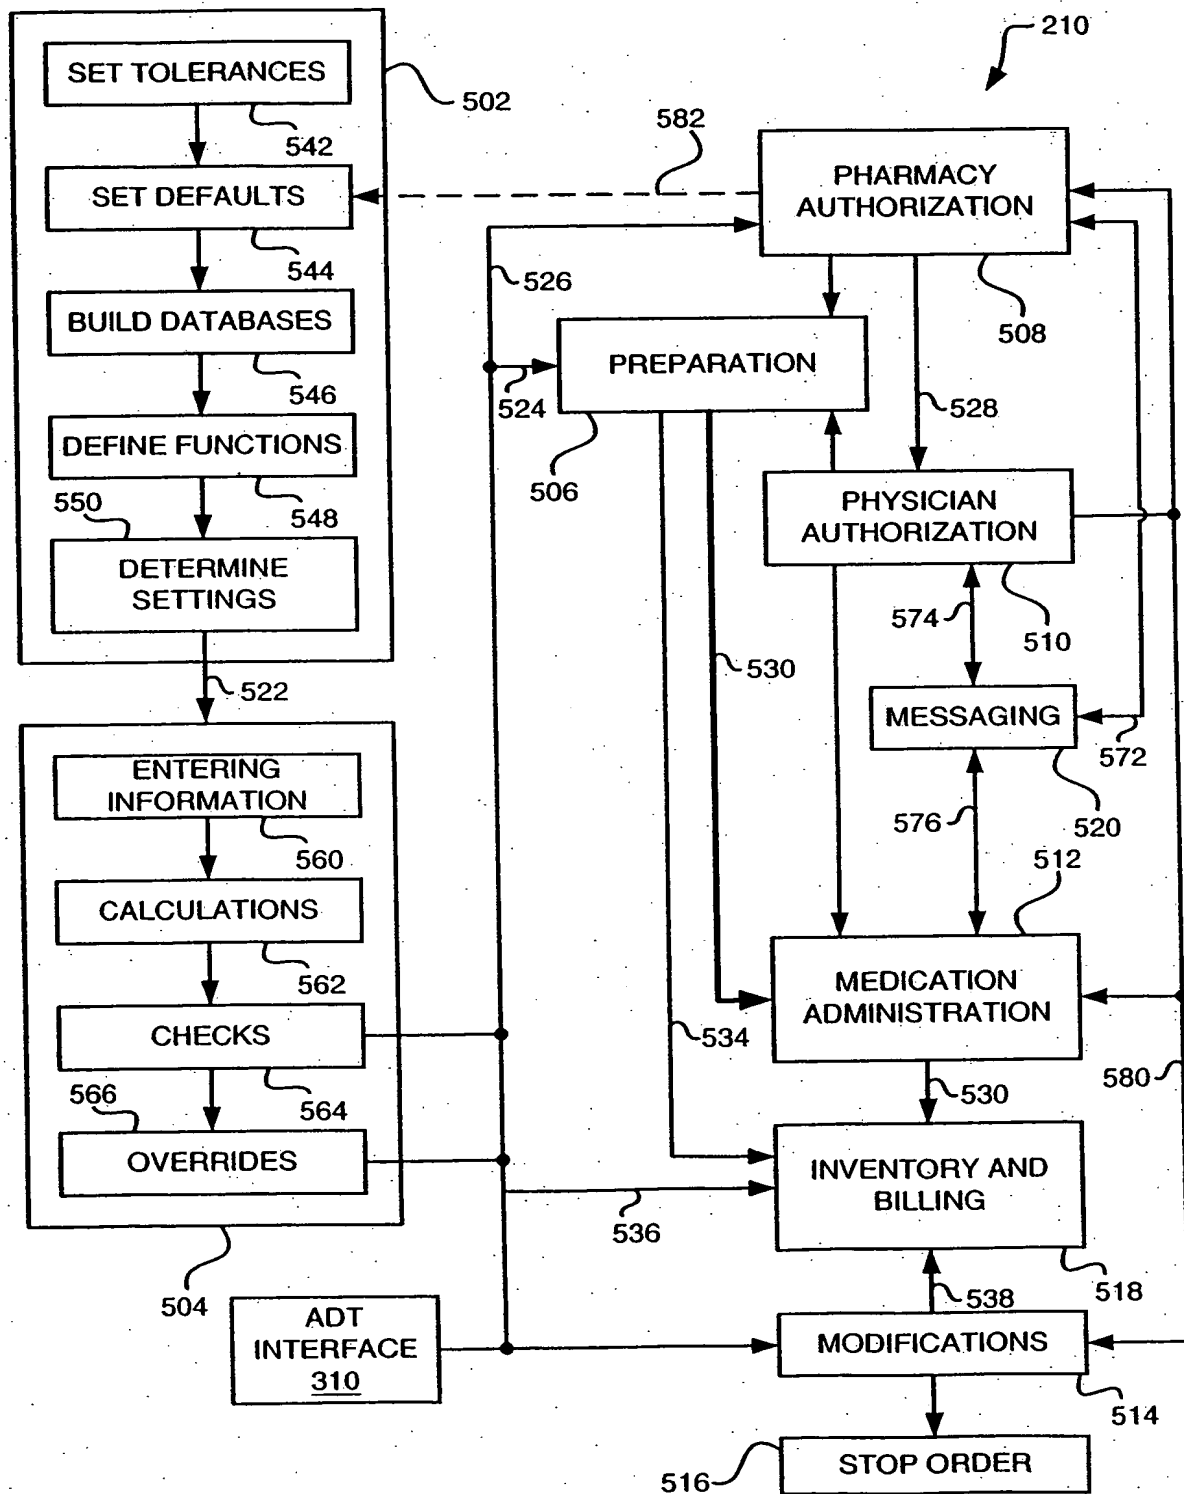 210
SET TOLERANCES
502
542
582
SET DEFAULTS
544
PHARMACY
AUTHORIZATION
508
526
BUILD DATABASES
546
PREPARATION
524
506
528
DEFINE FUNCTIONS
548
550
DETERMINE
SETTINGS
522
PHYSICIAN
AUTHORIZATION
510
574
530
MESSAGING
572
520
576
512
ENTERING
INFORMATION
560
CALCULATIONS
562
CHECKS
564
566
OVERRIDES
504
MEDICATION
ADMINISTRATION
534
580
530
INVENTORY AND
BILLING
536
518
538
ADT
INTERFACE
310
MODIFICATIONS
514
STOP ORDER
516